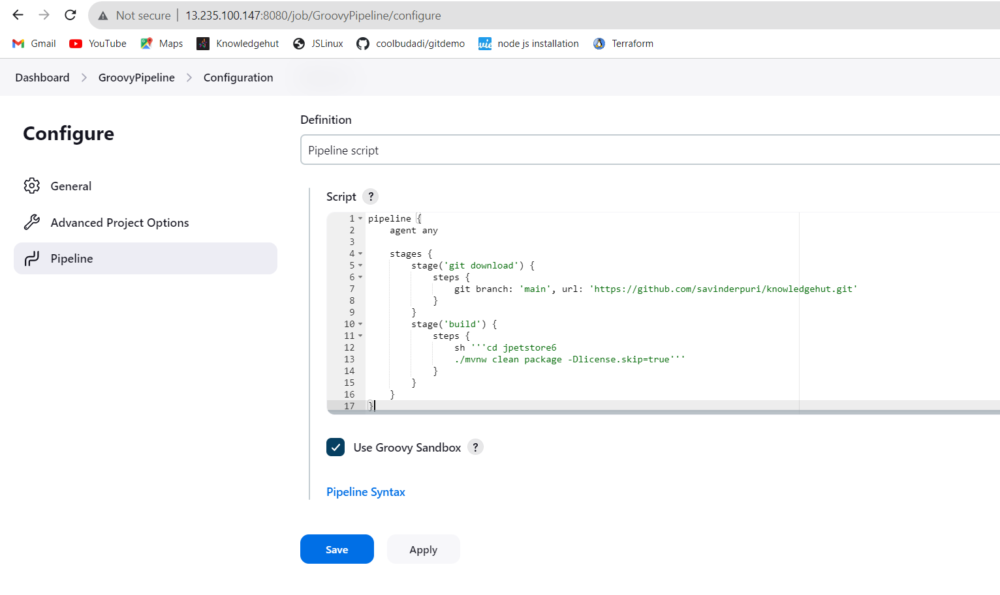 Not secure 13.235.100.147:8080/job/GroovyPipeline/configure
Gmail YouTube Maps Knowledgehut JSLinux coolbudadi/gitdemo node js installation Terraform
Dashboard GroovyPipeline Configuration
Configure
General
Advanced Project Options
Pipeline
Definition
Pipeline script
Script ?
1 pipeline {
2     agent any
3
4     stages {
5         stage('git download') {
6             steps {
7                 git branch: 'main', url: 'https://github.com/savinderpuri/knowledgehut.git'
8             }
9         }
10         stage('build') {
11             steps {
12                 sh '''cd jpetstore6
13                 ./mvnw clean package -Dlicense.skip=true'''
14             }
15         }
16     }
17 }
Use Groovy Sandbox ?
Pipeline Syntax
Save Apply